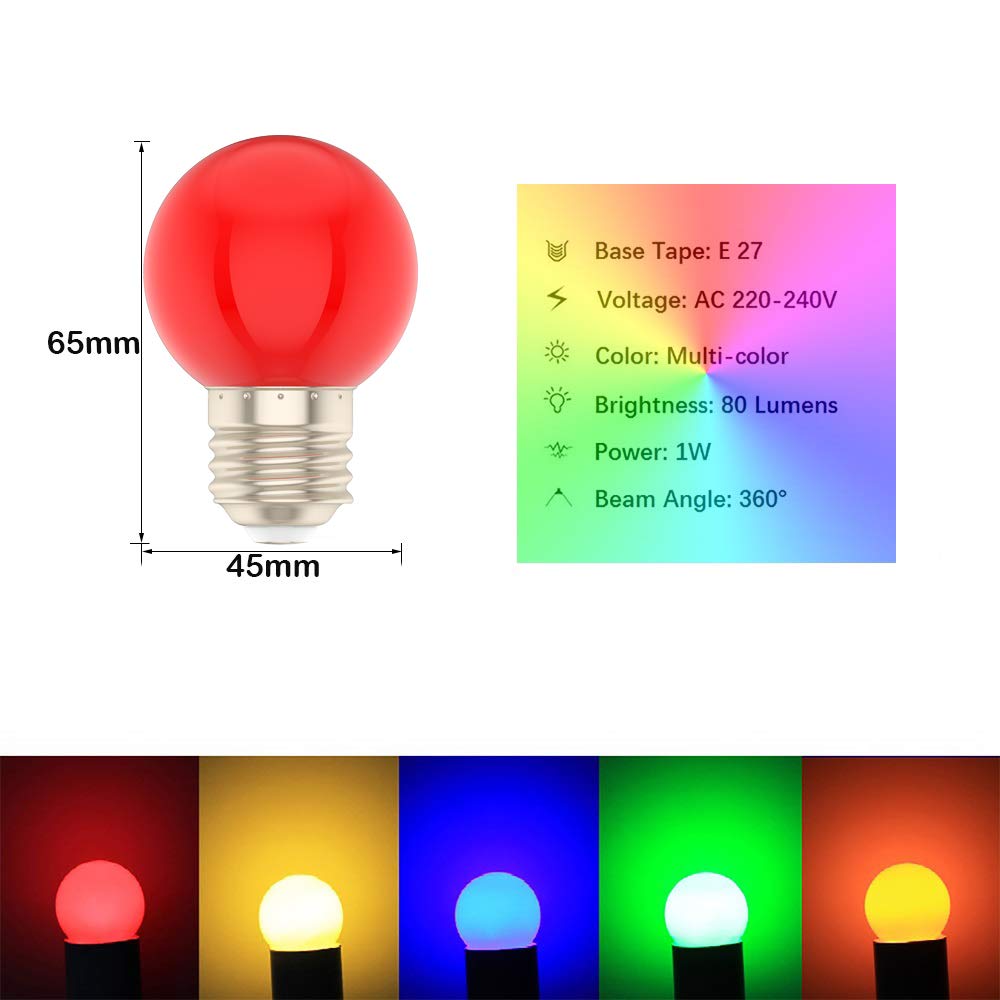 65mm
45mm
Base Tape: E 27
Voltage: AC 220-240V
Color: Multi-color
Brightness: 80 Lumens
Power: 1W
Beam Angle: 360°